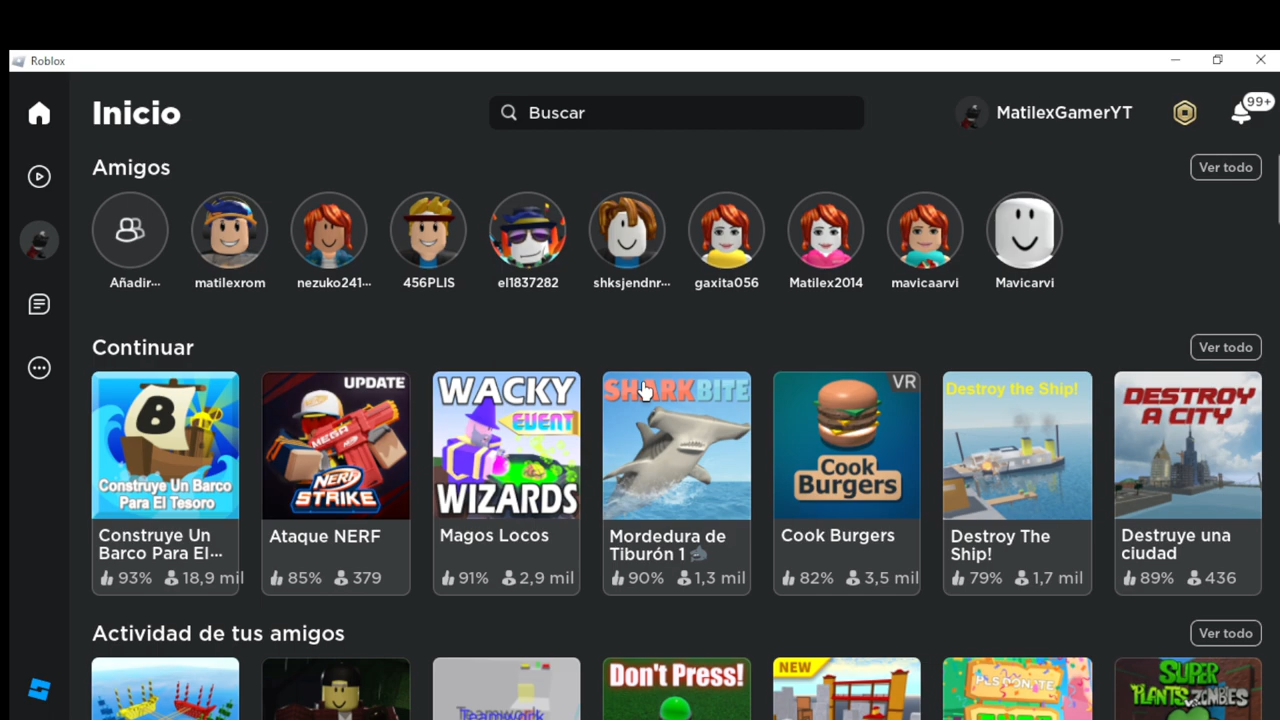 Roblox
Inicio
Buscar
MatilexGamerYT
99+
Amigos
Ver todo
Añadir...
matilexrom
nezuko241...
456PLIS
el1837282
shksjendnr...
gaxita056
Matilex2014
mavicaarvi
Mavicarvi
Continuar
Ver todo
B
Construye Un Barco
Para El Tesoro
UPDATE
MEGA
NERF
STRIKE
WACKY
EVENT
WIZARDS
SHARKBITE
VR
Cook
Burgers
Destroy the Ship!
DESTROY
A CITY
Construye Un
Barco Para El...
93% 18,9 mil
Ataque NERF
85% 379
Magos Locos
91% 2,9 mil
Mordedura de
Tiburón 1
90% 1,3 mil
Cook Burgers
82% 3,5 mil
Destroy The
Ship!
79% 1,7 mil
Destruye una
ciudad
89% 436
Actividad de tus amigos
Ver todo
Teamwork
Don't Press!
NEW
PLS DONATE
SUPER
PLANTS VS ZOMBIES